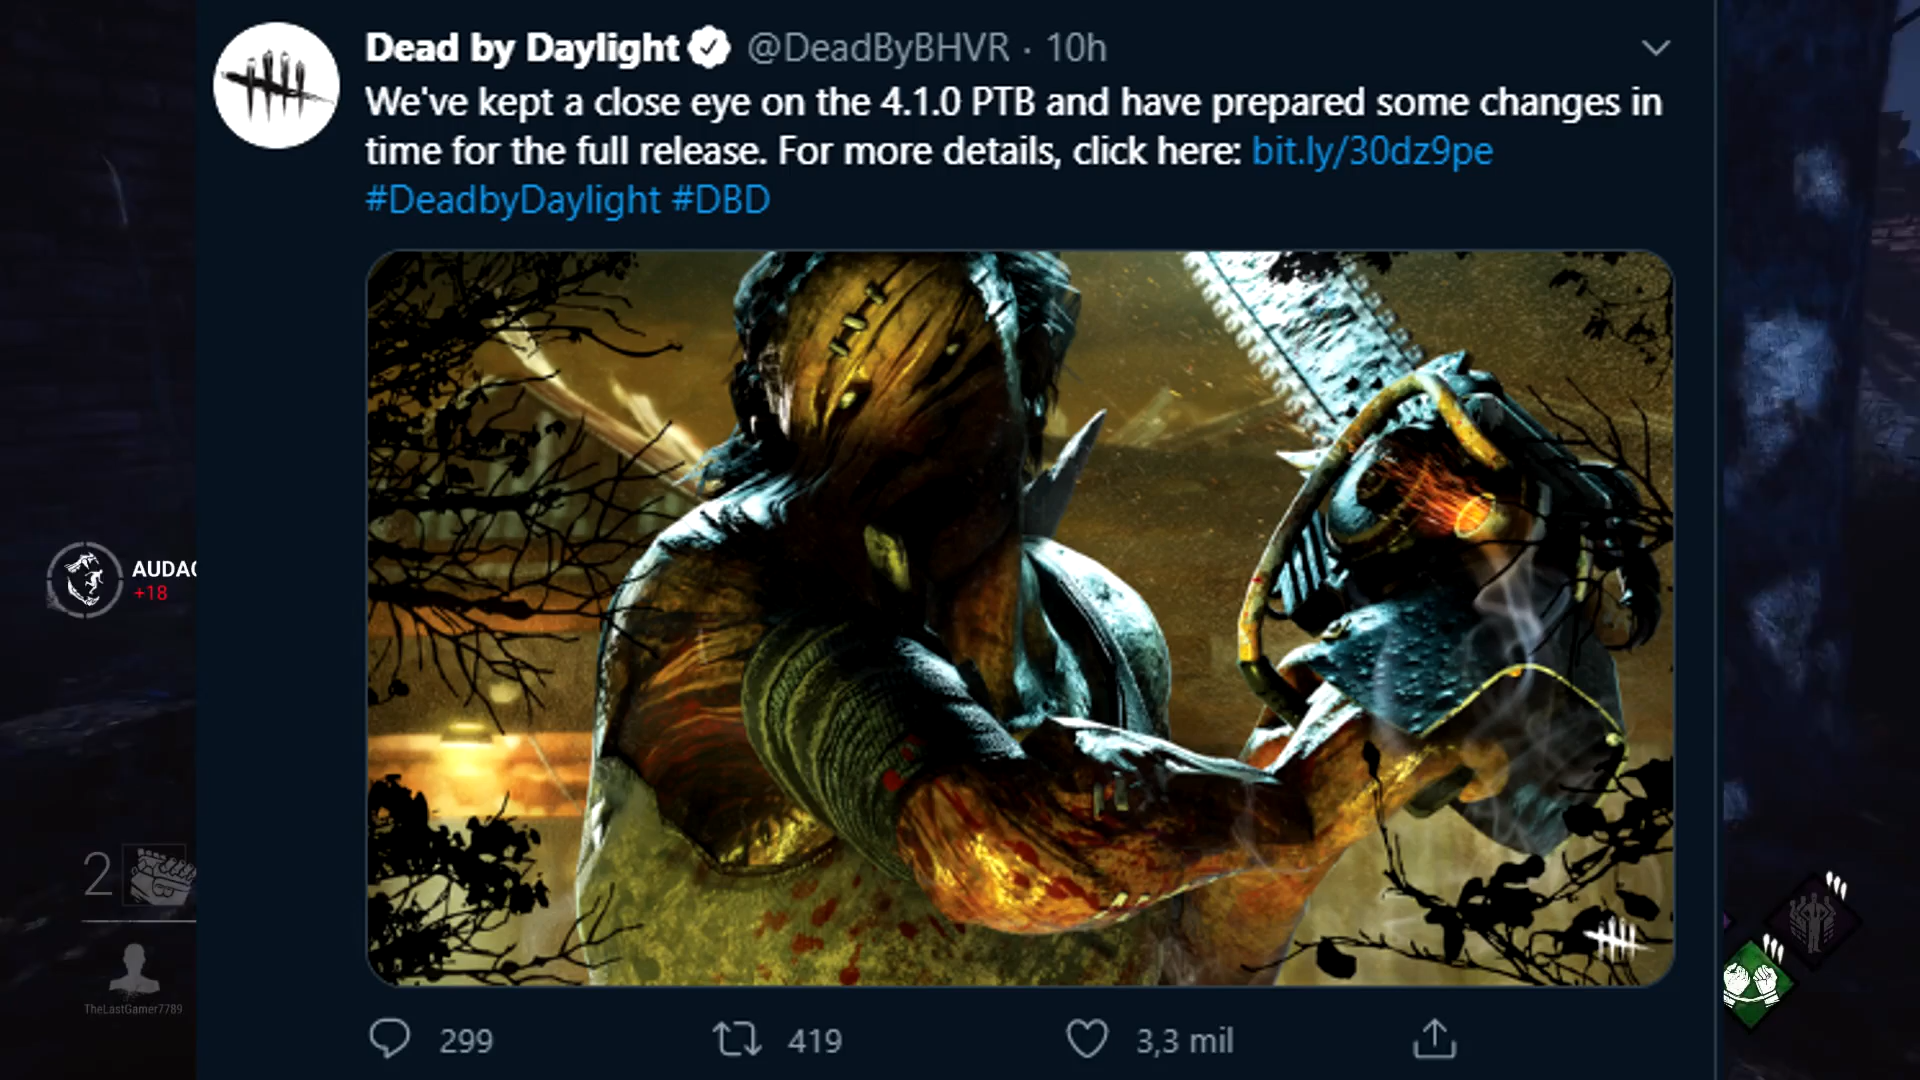 Dead by Daylight @DeadByBHVR · 10h
We've kept a close eye on the 4.1.0 PTB and have prepared some changes in
time for the full release. For more details, click here: bit.ly/30dz9pe
#DeadbyDaylight #DBD
AUDAC
+18
2
TheLastGamer7789
299 419 3,3 mil